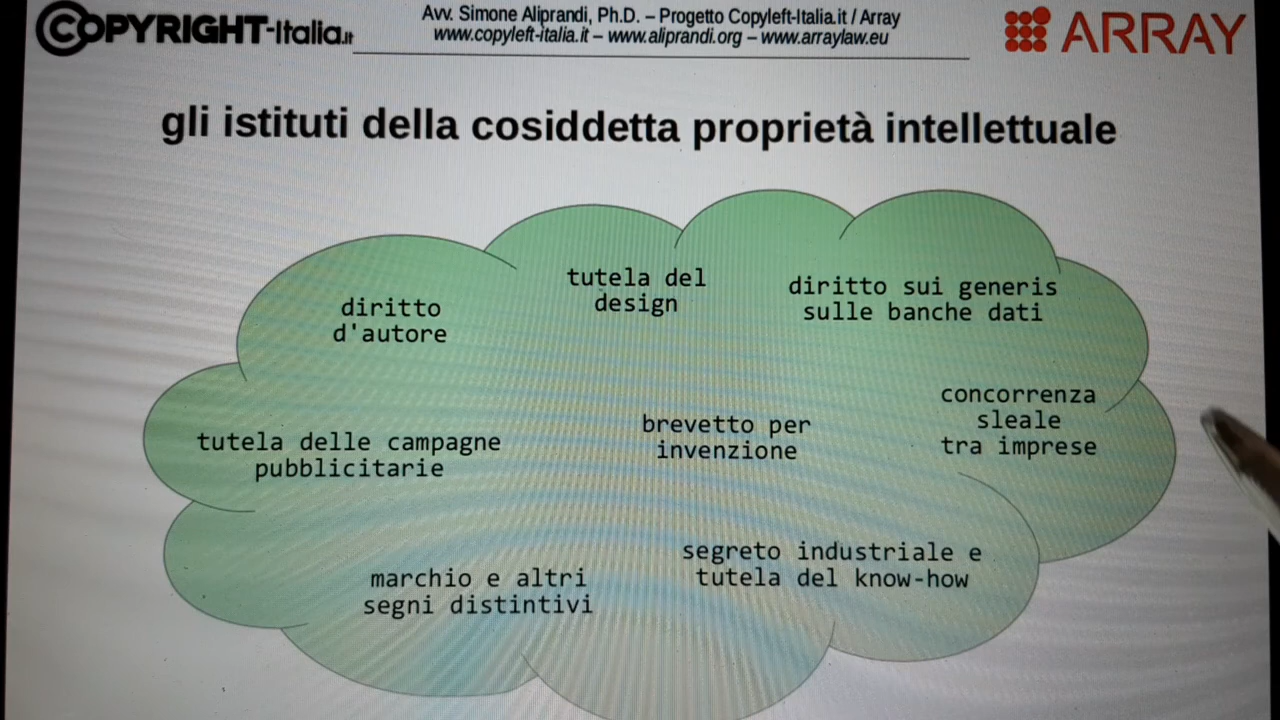 COPYRIGHT-Italia.it
Avv. Simone Aliprandi, Ph.D. – Progetto Copyleft-Italia.it / Array
www.copyleft-italia.it – www.aliprandi.org – www.arraylaw.eu
ARRAY
gli istituti della cosiddetta proprietà intellettuale
diritto
d'autore
tutela del
design
diritto sui generis
sulle banche dati
tutela delle campagne
pubblicitarie
brevetto per
invenzione
concorrenza
sleale
tra imprese
marchio e altri
segni distintivi
segreto industriale e
tutela del know-how